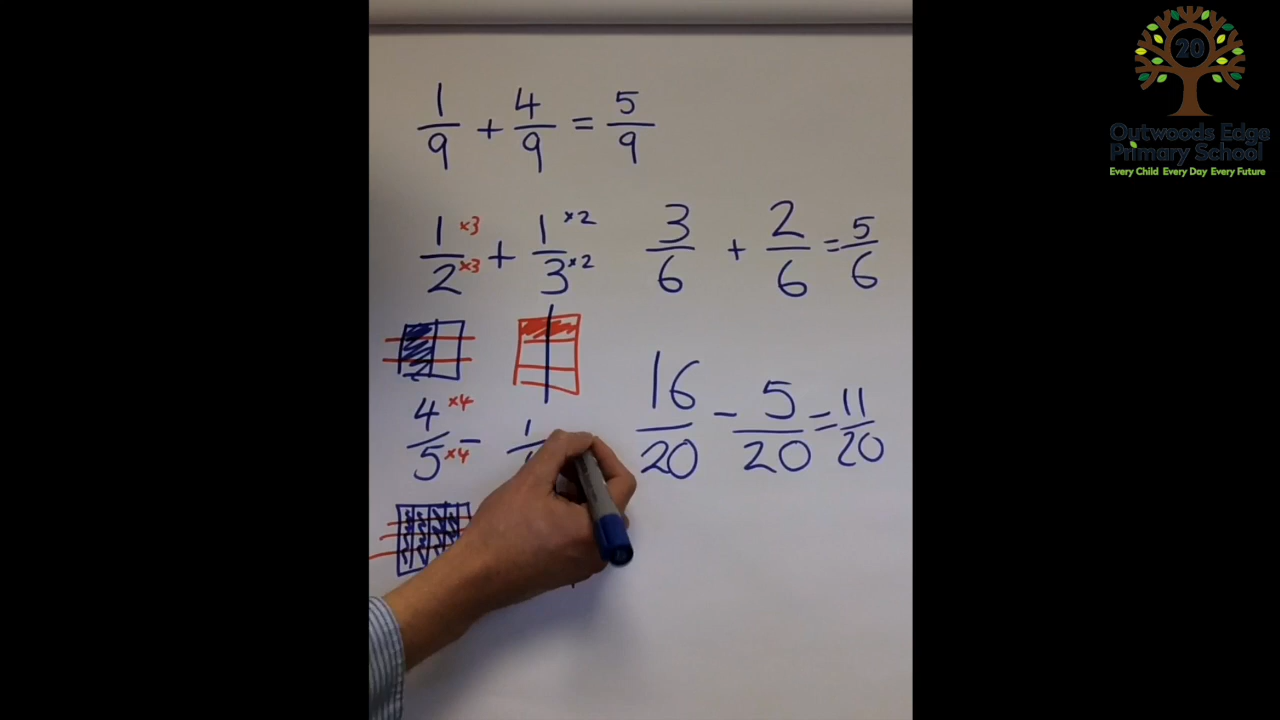 20
Outwoods Edge
Primary School
Every Child Every Day Every Future
1/9 + 4/9 = 5/9
1/2 ×3 ×3 + 1/3 ×2 ×2 3/6 + 2/6 = 5/6
4/5 ×4 ×4 - 1/ 16/20 - 5/20 = 11/20